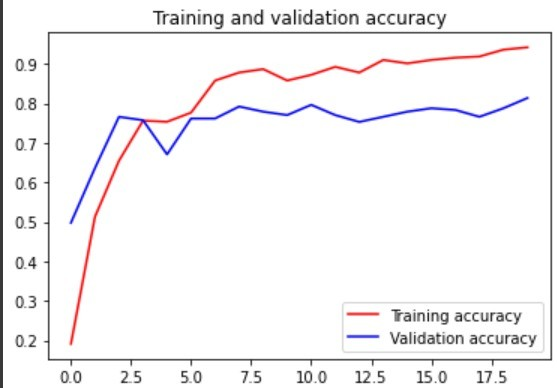 Training and validation accuracy
0.9
0.8
0.7
0.6
0.5
0.4
0.3
0.2
Training accuracy
Validation accuracy
0.0 2.5 5.0 7.5 10.0 12.5 15.0 17.5